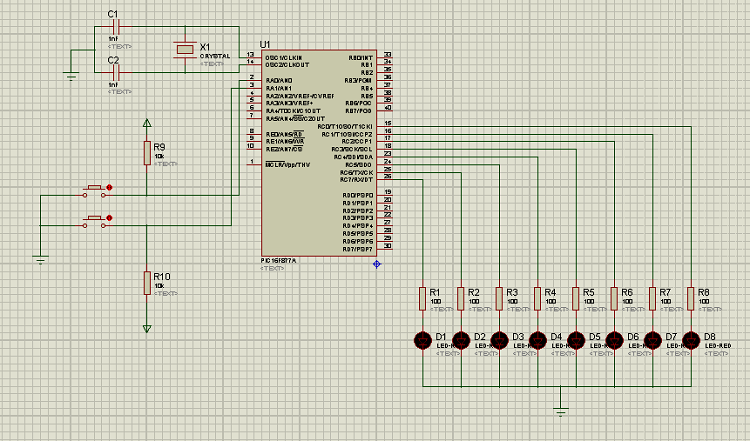 C1
1nF
<TEXT>
C2
1nF
<TEXT>
X1
CRYSTAL
<TEXT>
U1
13 OSC1/CLKIN
14 OSC2/CLKOUT
2 RA0/AN0
3 RA1/AN1
4 RA2/AN2/VREF-/CVREF
5 RA3/AN3/VREF+
6 RA4/T0CKI/C1OUT
7 RA5/AN4/SS/C2OUT
8 RE0/AN5/RD
9 RE1/AN6/WR
10 RE2/AN7/CS
1 MCLR/Vpp/THV
RB0/INT 33
RB1 34
RB2 35
RB3/PGM 36
RB4 37
RB5 38
RB6/PGC 39
RB7/PGD 40
RC0/T1OSO/T1CKI 15
RC1/T1OSI/CCP2 16
RC2/CCP1 17
RC3/SCK/SCL 18
RC4/SDI/SDA 23
RC5/SDO 24
RC6/TX/CK 25
RC7/RX/DT 26
RD0/PSP0 19
RD1/PSP1 20
RD2/PSP2 21
RD3/PSP3 22
RD4/PSP4 27
RD5/PSP5 28
RD6/PSP6 29
RD7/PSP7 30
PIC16F877A
<TEXT>
R9
10k
<TEXT>
R10
10k
<TEXT>
R1 R2 R3 R4 R5 R6 R7 R8
100 100 100 100 100 100 100 100
<TEXT> <TEXT> <TEXT> <TEXT> <TEXT> <TEXT> <TEXT> <TEXT>
D1 D2 D3 D4 D5 D6 D7 D8
LED-R LED-R LED-R LED-R LED-R LED-R LED-R LED-RED
<TEXT> <TEXT> <TEXT> <TEXT> <TEXT> <TEXT> <TEXT> <TEXT>